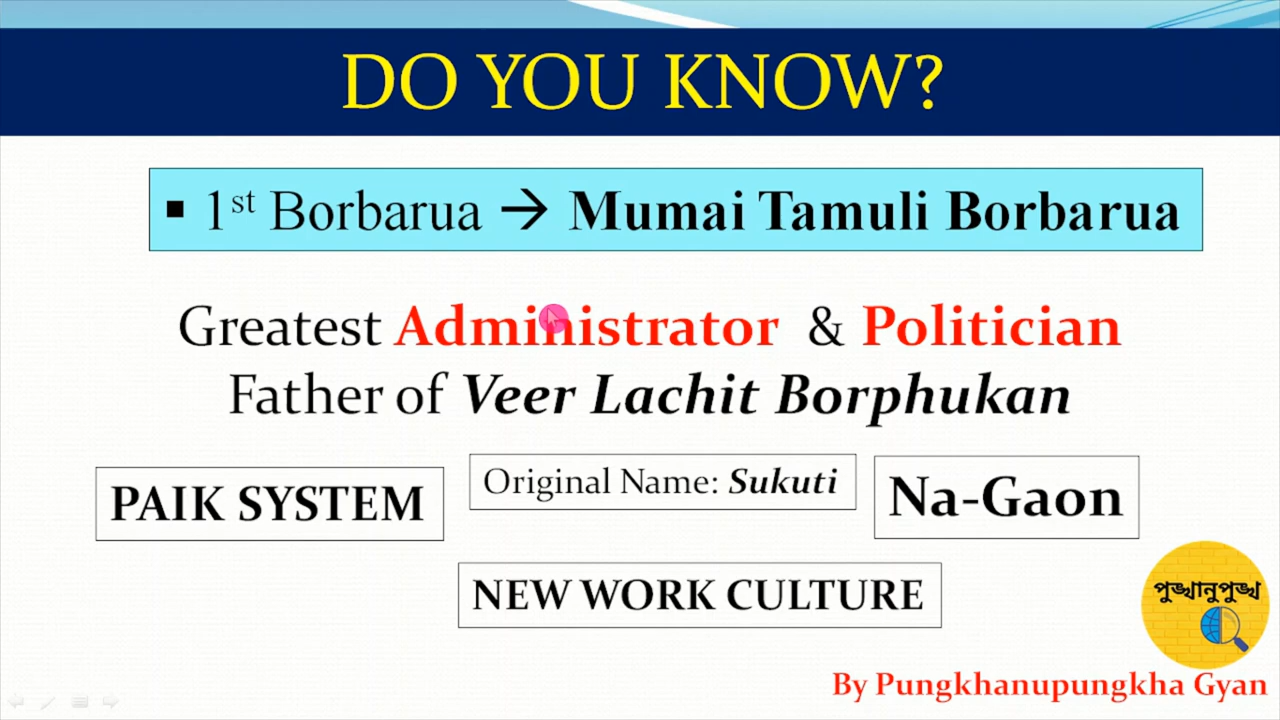 DO YOU KNOW?
▪ 1st Borbarua → Mumai Tamuli Borbarua
Greatest Administrator & Politician
Father of Veer Lachit Borphukan
PAIK SYSTEM
Original Name: Sukuti
Na-Gaon
NEW WORK CULTURE
পুঙ্খানুপুঙ্খ
By Pungkhanupungkha Gyan